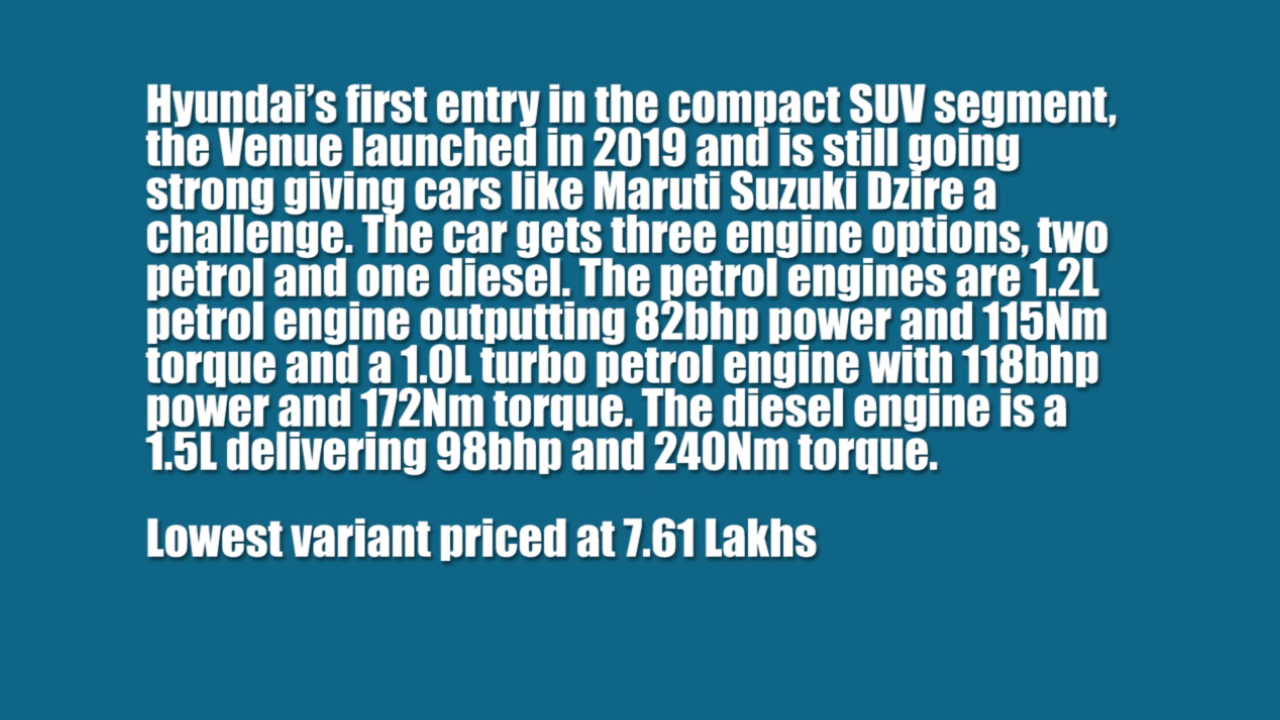 Hyundai’s first entry in the compact SUV segment,
the Venue launched in 2019 and is still going
strong giving cars like Maruti Suzuki Dzire a
challenge. The car gets three engine options, two
petrol and one diesel. The petrol engines are 1.2L
petrol engine outputting 82bhp power and 115Nm
torque and a 1.0L turbo petrol engine with 118bhp
power and 172Nm torque. The diesel engine is a
1.5L delivering 98bhp and 240Nm torque.
Lowest variant priced at 7.61 Lakhs